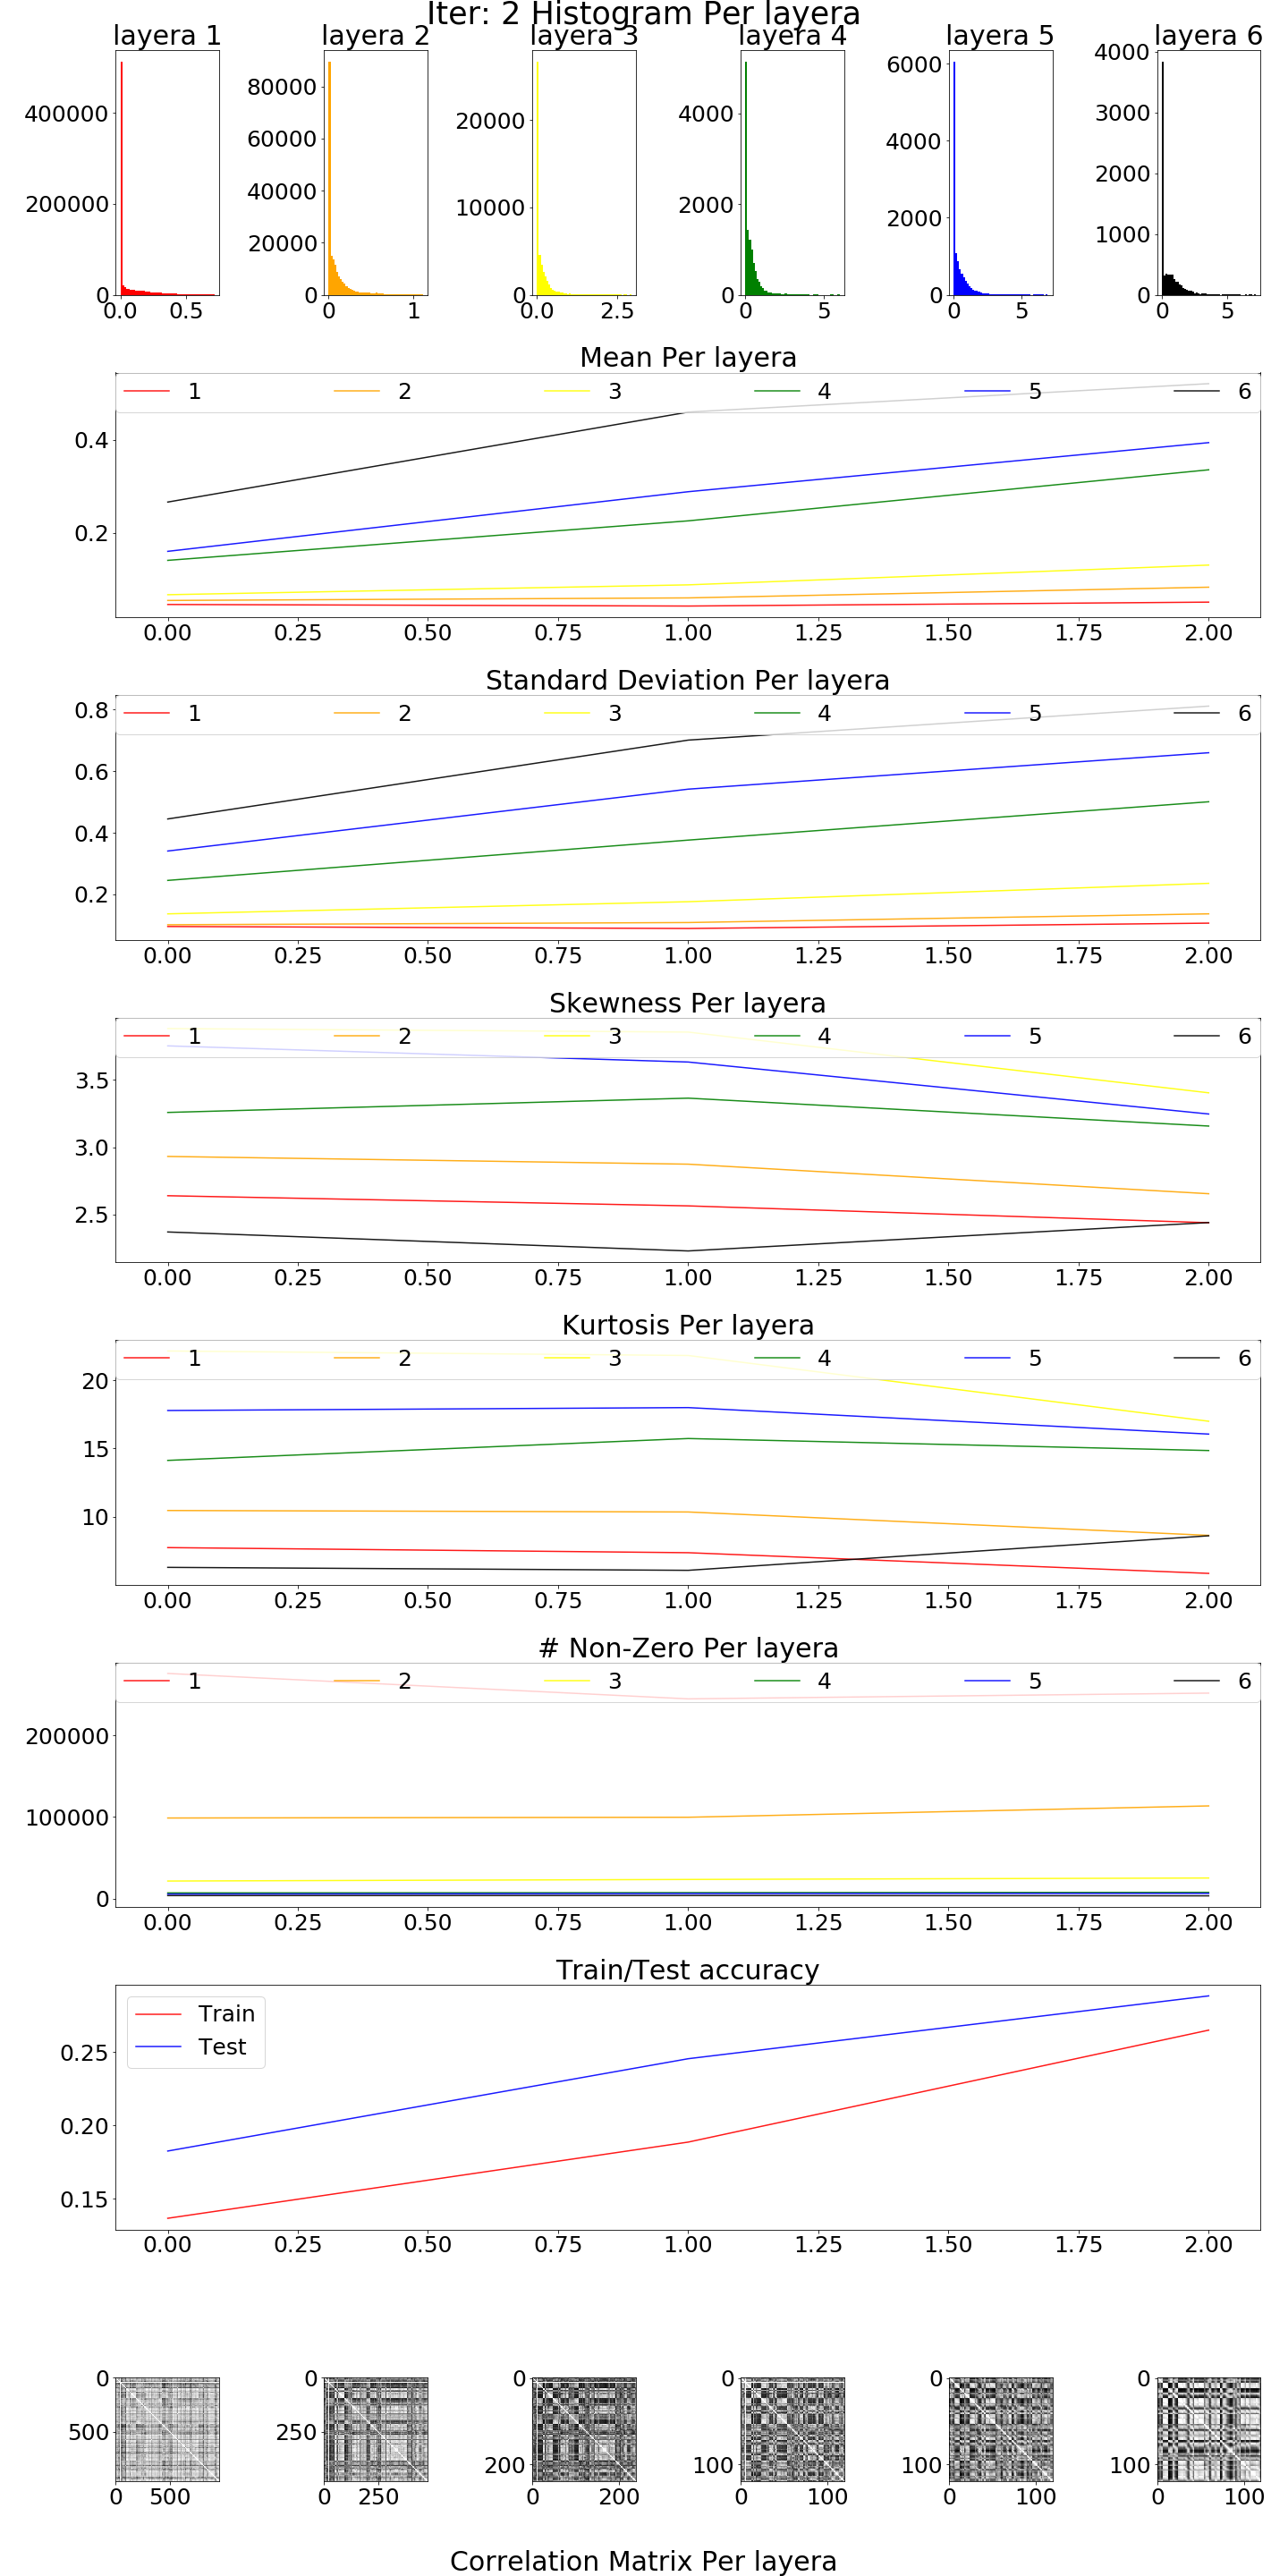 Iter: 2 Histogram Per layera
layera 1 layera 2 layera 3 layera 4 layera 5 layera 6
400000
200000
0
0.0 0.5
80000
60000
40000
20000
0
0 1
20000
10000
0
0.0 2.5
4000
2000
0
0 5
6000
4000
2000
0
0 5
4000
3000
2000
1000
0
0 5
Mean Per layera
1 2 3 4 5 6
0.4
0.2
0.00 0.25 0.50 0.75 1.00 1.25 1.50 1.75 2.00
Standard Deviation Per layera
1 2 3 4 5 6
0.8
0.6
0.4
0.2
0.00 0.25 0.50 0.75 1.00 1.25 1.50 1.75 2.00
Skewness Per layera
1 2 3 4 5 6
3.5
3.0
2.5
0.00 0.25 0.50 0.75 1.00 1.25 1.50 1.75 2.00
Kurtosis Per layera
1 2 3 4 5 6
20
15
10
0.00 0.25 0.50 0.75 1.00 1.25 1.50 1.75 2.00
# Non-Zero Per layera
1 2 3 4 5 6
200000
100000
0
0.00 0.25 0.50 0.75 1.00 1.25 1.50 1.75 2.00
Train/Test accuracy
Train
Test
0.25
0.20
0.15
0.00 0.25 0.50 0.75 1.00 1.25 1.50 1.75 2.00
0
500
0 500
0
250
0 250
0
200
0 200
0
100
0 100
0
100
0 100
0
100
0 100
Correlation Matrix Per layera